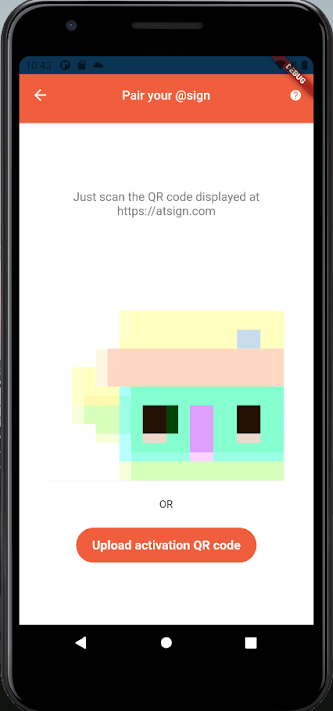 10:43
DEBUG
Pair your @sign
Just scan the QR code displayed at
https://atsign.com
OR
Upload activation QR code